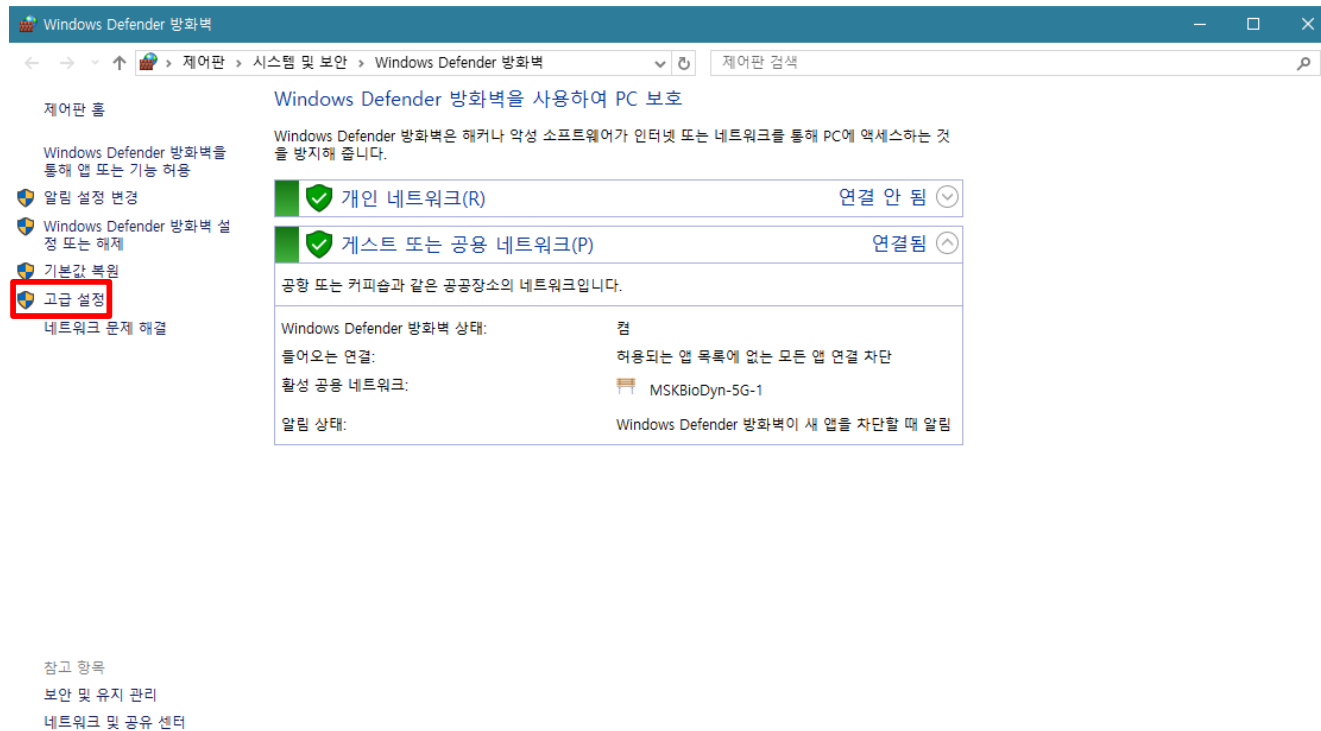 Windows Defender 방화벽
제어판 › 시스템 및 보안 › Windows Defender 방화벽
제어판 검색
제어판 홈
Windows Defender 방화벽을
통해 앱 또는 기능 허용
알림 설정 변경
Windows Defender 방화벽 설
정 또는 해제
기본값 복원
고급 설정
네트워크 문제 해결
Windows Defender 방화벽을 사용하여 PC 보호
Windows Defender 방화벽은 해커나 악성 소프트웨어가 인터넷 또는 네트워크를 통해 PC에 액세스하는 것
을 방지해 줍니다.
개인 네트워크(R) 연결 안 됨
게스트 또는 공용 네트워크(P) 연결됨
공항 또는 커피숍과 같은 공공장소의 네트워크입니다.
Windows Defender 방화벽 상태: 켬
들어오는 연결: 허용되는 앱 목록에 없는 모든 앱 연결 차단
활성 공용 네트워크: MSKBioDyn-5G-1
알림 상태: Windows Defender 방화벽이 새 앱을 차단할 때 알림
참고 항목
보안 및 유지 관리
네트워크 및 공유 센터